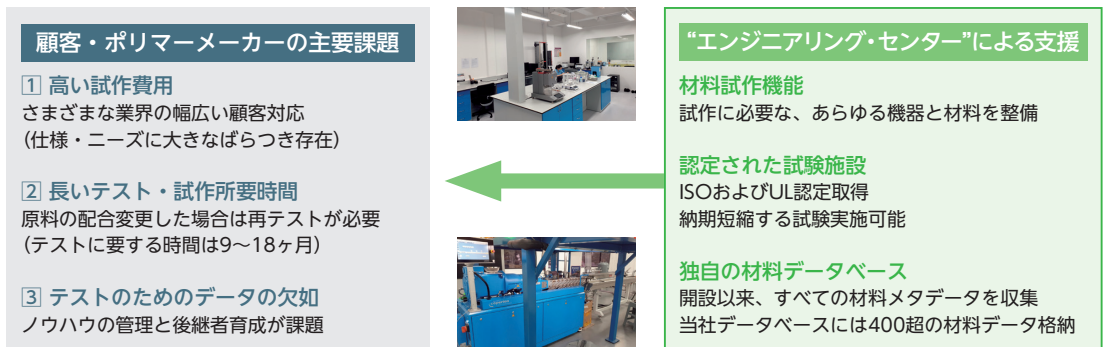 顧客・ポリマーメーカーの主要課題
1 高い試作費用
さまざまな業界の幅広い顧客対応
(仕様・ニーズに大きなばらつき存在)
2 長いテスト・試作所要時間
原料の配合変更した場合は再テストが必要
(テストに要する時間は9〜18ヶ月)
3 テストのためのデータの欠如
ノウハウの管理と後継者育成が課題
“エンジニアリング・センター”による支援
材料試作機能
試作に必要な、あらゆる機器と材料を整備
認定された試験施設
ISOおよびUL認定取得
納期短縮する試験実施可能
独自の材料データベース
開設以来、すべての材料メタデータを収集
当社データベースには400超の材料データ格納